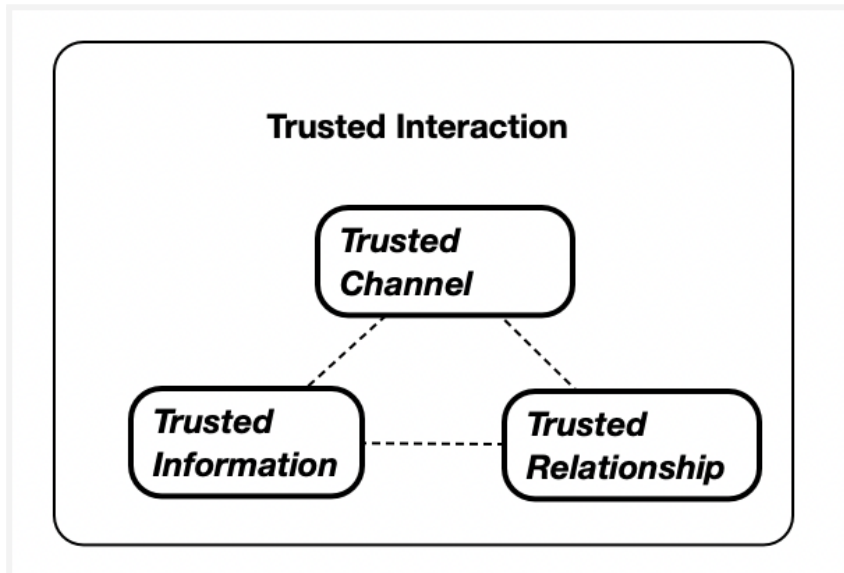 Trusted Interaction
Trusted
Channel
Trusted
Information
Trusted
Relationship